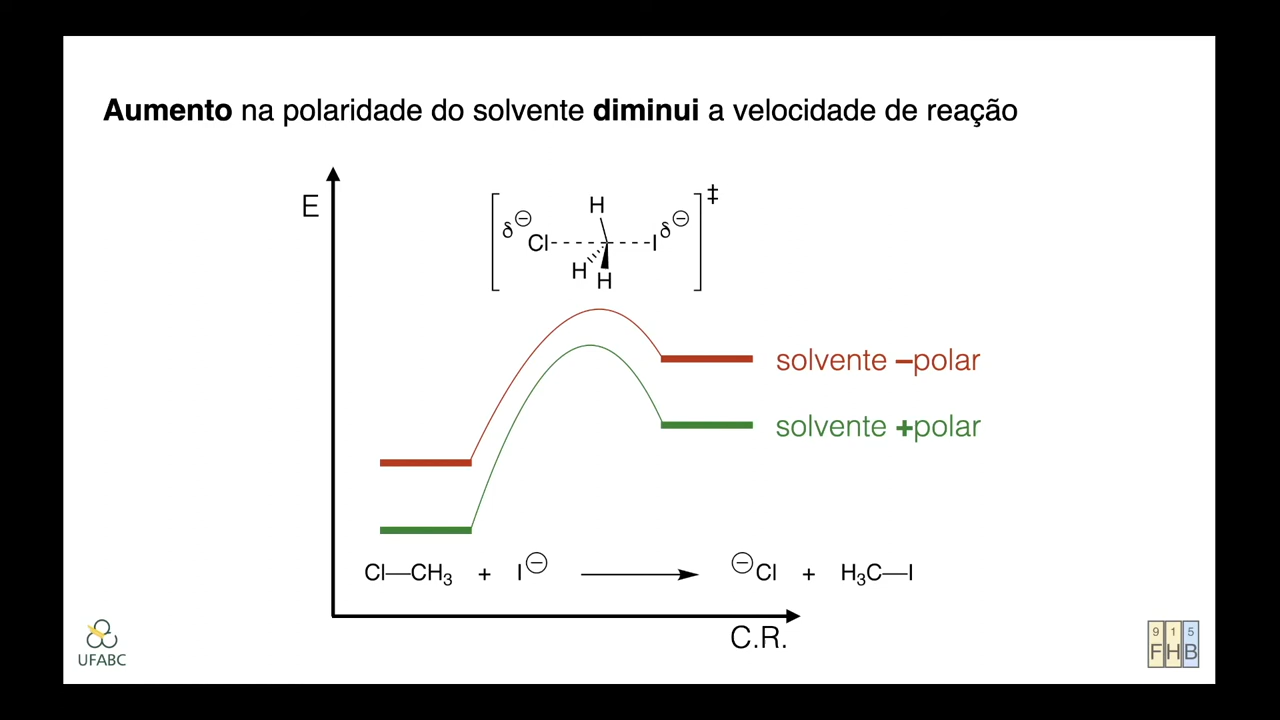 Aumento na polaridade do solvente diminui a velocidade de reação
E
‡
H
δ⊖ Cl I δ⊖
H
H
solvente –polar
solvente +polar
Cl—CH₃ + I⊖ ⊖Cl + H₃C—I
C.R.
UFABC
9 1 5
F H B